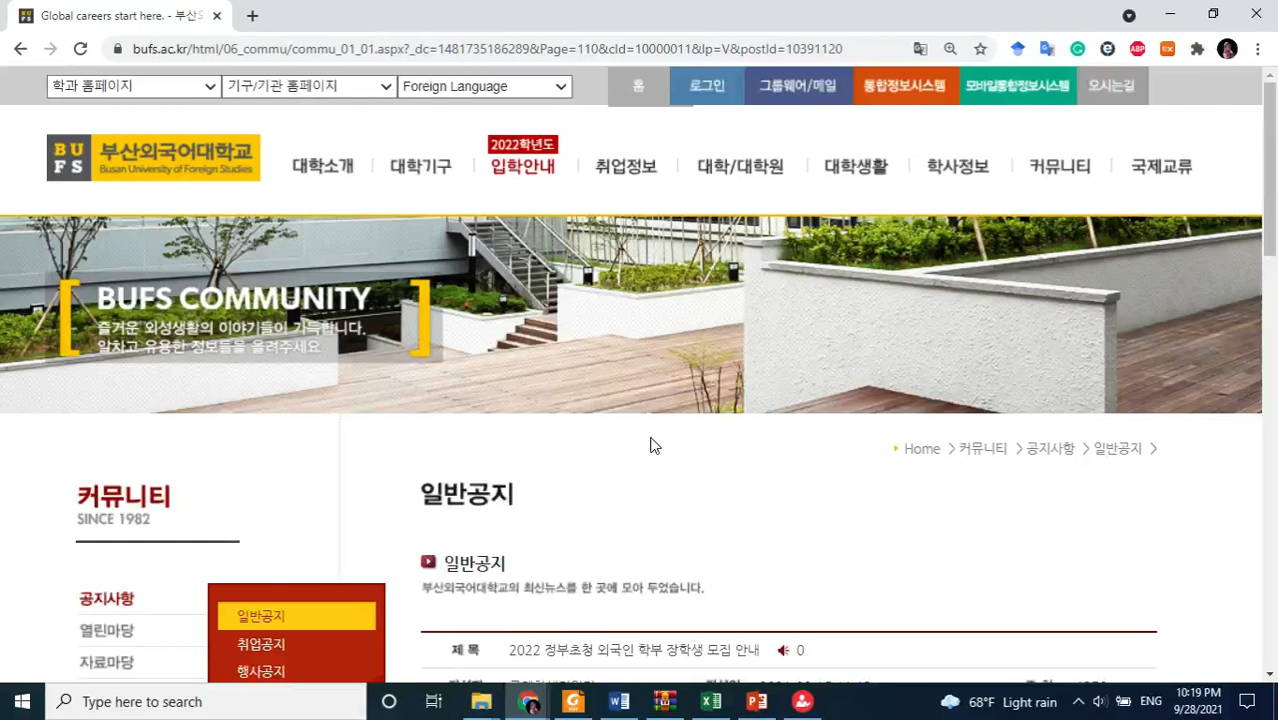 Global careers start here. - 부산외
bufs.ac.kr/html/06_commu/commu_01_01.aspx?_dc=1481735186289&Page=110&cId=10000011&lp=V&postId=10391120
학과 홈페이지 기구/기관 홈페이지 Foreign Language 홈 로그인 그룹웨어/메일 통합정보시스템 모바일통합정보시스템 오시는길
2022학년도
BU FS 부산외국어대학교 Busan University of Foreign Studies
대학소개 대학기구 입학안내 취업정보 대학/대학원 대학생활 학사정보 커뮤니티 국제교류
BUFS COMMUNITY
즐거운 외성생활의 이야기들이 가득합니다.
알차고 유용한 정보들을 올려주세요
Home > 커뮤니티 > 공지사항 > 일반공지 >
커뮤니티
SINCE 1982
일반공지
일반공지
부산외국어대학교의 최신뉴스를 한 곳에 모아 두었습니다.
공지사항
열린마당
자료마당
일반공지
취업공지
행사공지
제 목 2022 정부초청 외국인 학부 장학생 모집 안내 0
Type here to search
68°F Light rain ENG
10:19 PM
9/28/2021